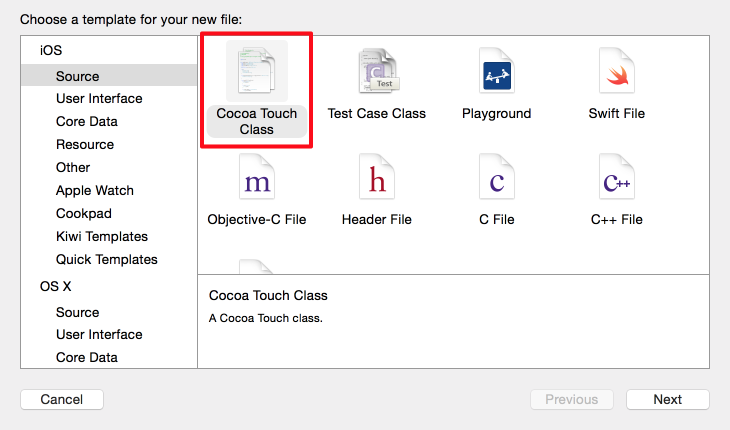 Choose a template for your new file:
iOS
Source
User Interface
Core Data
Resource
Other
Apple Watch
Cookpad
Kiwi Templates
Quick Templates
OS X
Source
User Interface
Core Data
Cocoa Touch
Class
Test
Test Case Class
Playground
Swift File
m
Objective-C File
h
Header File
c
C File
C++
C++ File
Cocoa Touch Class
A Cocoa Touch class.
Cancel
Previous
Next